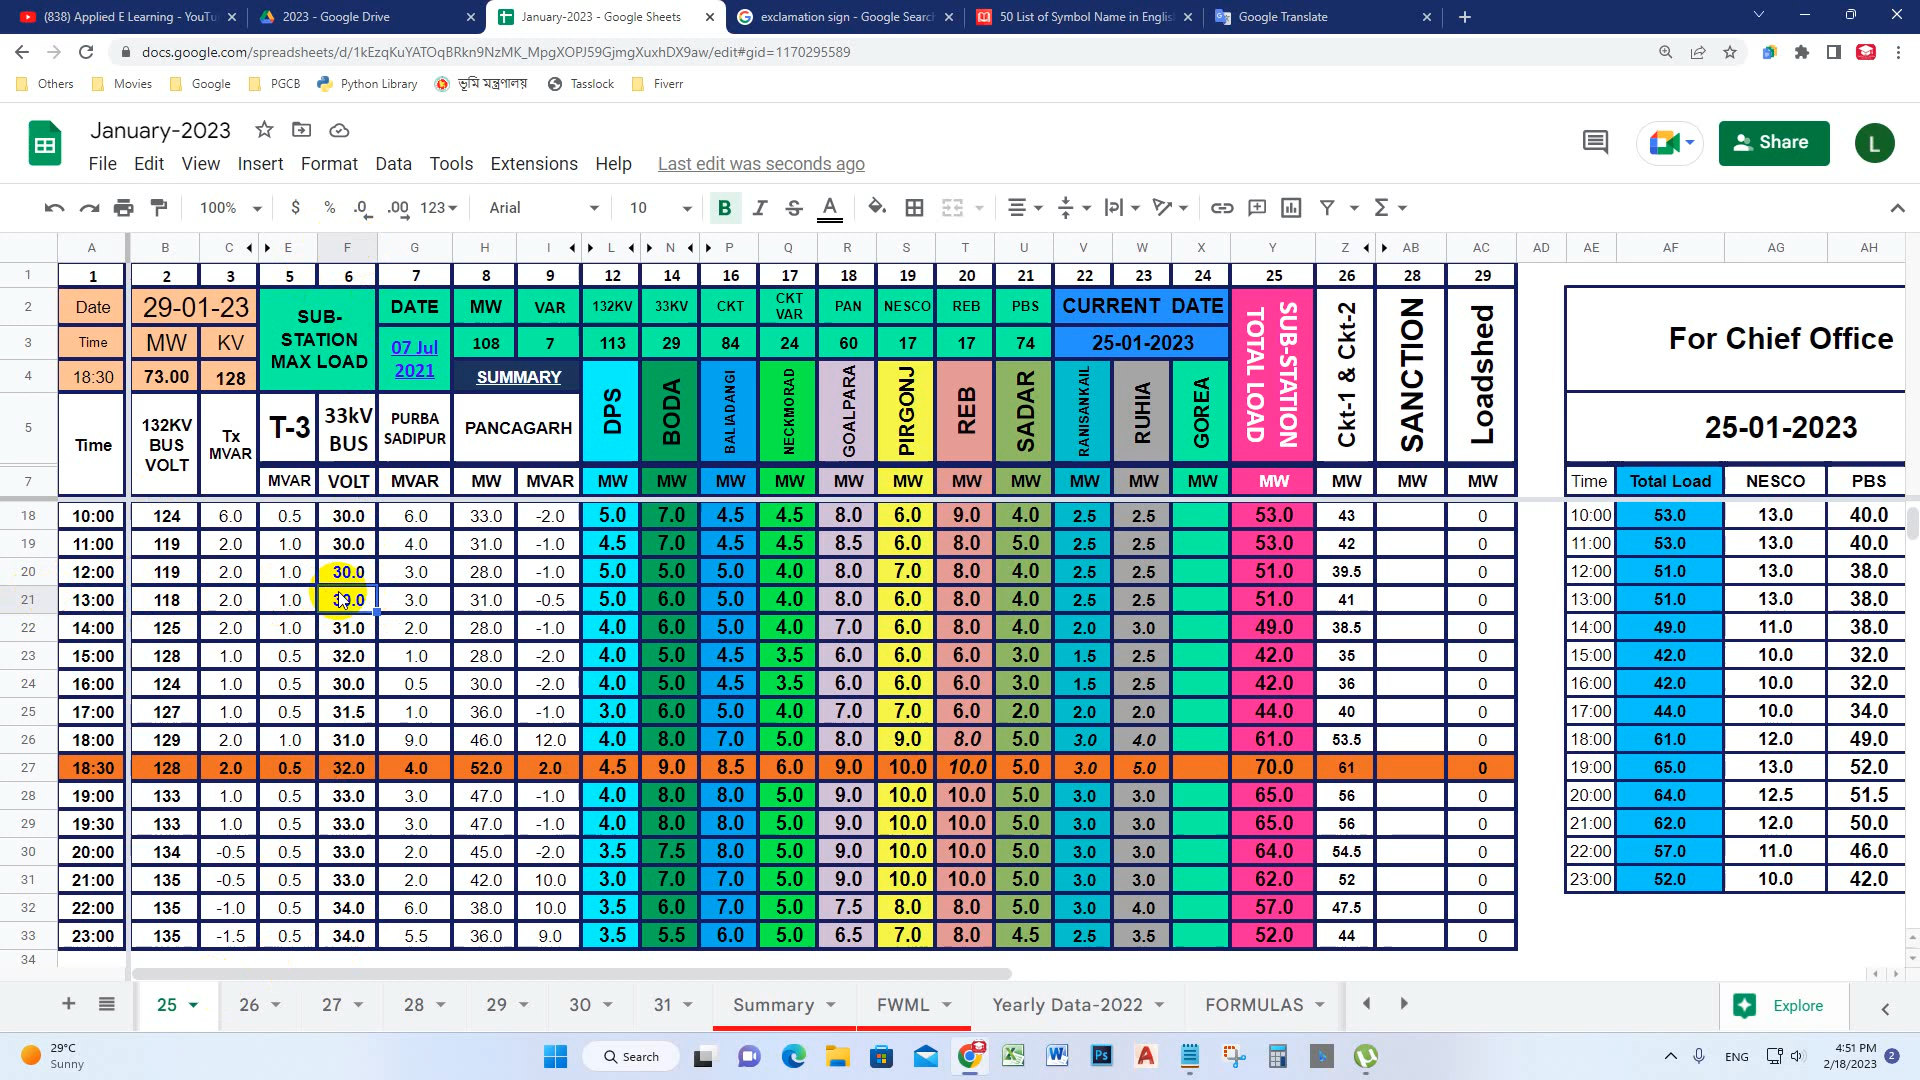 (838) Applied E Learning - YouTu
2023 - Google Drive
January-2023 - Google Sheets
exclamation sign - Google Search
50 List of Symbol Name in Englis
Google Translate
docs.google.com/spreadsheets/d/1kEzqKuYATOqBRkn9NzMK_MpgXOPJ59GjmgXuxhDX9aw/edit#gid=1170295589
Others Movies Google PGCB Python Library ভূমি মন্ত্রণালয় Tasslock Fiverr
January-2023
File Edit View Insert Format Data Tools Extensions Help Last edit was seconds ago
Share
L
100% $ % .0 .00 123 Arial 10 B I S A
A B C E F G H I L N P Q R S T U V W X Y Z AB AC AD AE AF AG AH
1 1 2 3 5 6 7 8 9 12 14 16 17 18 19 20 21 22 23 24 25 26 28 29
2 Date 29-01-23 SUB-STATION MAX LOAD DATE MW VAR 132KV 33KV CKT CKT VAR PAN NESCO REB PBS CURRENT DATE SUB-STATION TOTAL LOAD Ckt-1 & Ckt-2 SANCTION Loadshed For Chief Office
3 Time MW KV 07 Jul 2021 108 7 113 29 84 24 60 17 17 74 25-01-2023
4 18:30 73.00 128 SUMMARY DPS BODA BALIADANGI NECKMORAD GOALPARA PIRGONJ REB SADAR RANISANKAIL RUHIA GOREA
5 Time 132KV BUS VOLT Tx MVAR T-3 33kV BUS PURBA SADIPUR PANCAGARH 25-01-2023
7 MVAR VOLT MVAR MW MVAR MW MW MW MW MW MW MW MW MW MW MW MW MW MW MW Time Total Load NESCO PBS
18 10:00 124 6.0 0.5 30.0 6.0 33.0 -2.0 5.0 7.0 4.5 4.5 8.0 6.0 9.0 4.0 2.5 2.5 53.0 43 0 10:00 53.0 13.0 40.0
19 11:00 119 2.0 1.0 30.0 4.0 31.0 -1.0 4.5 7.0 4.5 4.5 8.5 6.0 8.0 5.0 2.5 2.5 53.0 42 0 11:00 53.0 13.0 40.0
20 12:00 119 2.0 1.0 30.0 3.0 28.0 -1.0 5.0 5.0 5.0 4.0 8.0 7.0 8.0 4.0 2.5 2.5 51.0 39.5 0 12:00 51.0 13.0 38.0
21 13:00 118 2.0 1.0 3.0 31.0 -0.5 5.0 6.0 5.0 4.0 8.0 6.0 8.0 4.0 2.5 2.5 51.0 41 0 13:00 51.0 13.0 38.0
22 14:00 125 2.0 1.0 31.0 2.0 28.0 -1.0 4.0 6.0 5.0 4.0 7.0 6.0 8.0 4.0 2.0 3.0 49.0 38.5 0 14:00 49.0 11.0 38.0
23 15:00 128 1.0 0.5 32.0 1.0 28.0 -2.0 4.0 5.0 4.5 3.5 6.0 6.0 6.0 3.0 1.5 2.5 42.0 35 0 15:00 42.0 10.0 32.0
24 16:00 124 1.0 0.5 30.0 0.5 30.0 -2.0 4.0 5.0 4.5 3.5 6.0 6.0 6.0 3.0 1.5 2.5 42.0 36 0 16:00 42.0 10.0 32.0
25 17:00 127 1.0 0.5 31.5 1.0 36.0 -1.0 3.0 6.0 5.0 4.0 7.0 7.0 6.0 2.0 2.0 2.0 44.0 40 0 17:00 44.0 10.0 34.0
26 18:00 129 2.0 1.0 31.0 9.0 46.0 12.0 4.0 8.0 7.0 5.0 8.0 9.0 8.0 5.0 3.0 4.0 61.0 53.5 0 18:00 61.0 12.0 49.0
27 18:30 128 2.0 0.5 32.0 4.0 52.0 2.0 4.5 9.0 8.5 6.0 9.0 10.0 10.0 5.0 3.0 5.0 70.0 61 0 19:00 65.0 13.0 52.0
28 19:00 133 1.0 0.5 33.0 3.0 47.0 -1.0 4.0 8.0 8.0 5.0 9.0 10.0 10.0 5.0 3.0 3.0 65.0 56 0 20:00 64.0 12.5 51.5
29 19:30 133 1.0 0.5 33.0 3.0 47.0 -1.0 4.0 8.0 8.0 5.0 9.0 10.0 10.0 5.0 3.0 3.0 65.0 56 0 21:00 62.0 12.0 50.0
30 20:00 134 -0.5 0.5 33.0 2.0 45.0 -2.0 3.5 7.5 8.0 5.0 9.0 10.0 10.0 5.0 3.0 3.0 64.0 54.5 0 22:00 57.0 11.0 46.0
31 21:00 135 -0.5 0.5 33.0 2.0 42.0 10.0 3.0 7.0 7.0 5.0 9.0 10.0 10.0 5.0 3.0 3.0 62.0 52 0 23:00 52.0 10.0 42.0
32 22:00 135 -1.0 0.5 34.0 6.0 38.0 10.0 3.5 6.0 7.0 5.0 7.5 8.0 8.0 5.0 3.0 4.0 57.0 47.5 0
33 23:00 135 -1.5 0.5 34.0 5.5 36.0 9.0 3.5 5.5 6.0 5.0 6.5 7.0 8.0 4.5 2.5 3.5 52.0 44 0
34
25 26 27 28 29 30 31 Summary FWML Yearly Data-2022 FORMULAS Explore
29°C
Sunny
Search
ENG
4:51 PM
2/18/2023
2